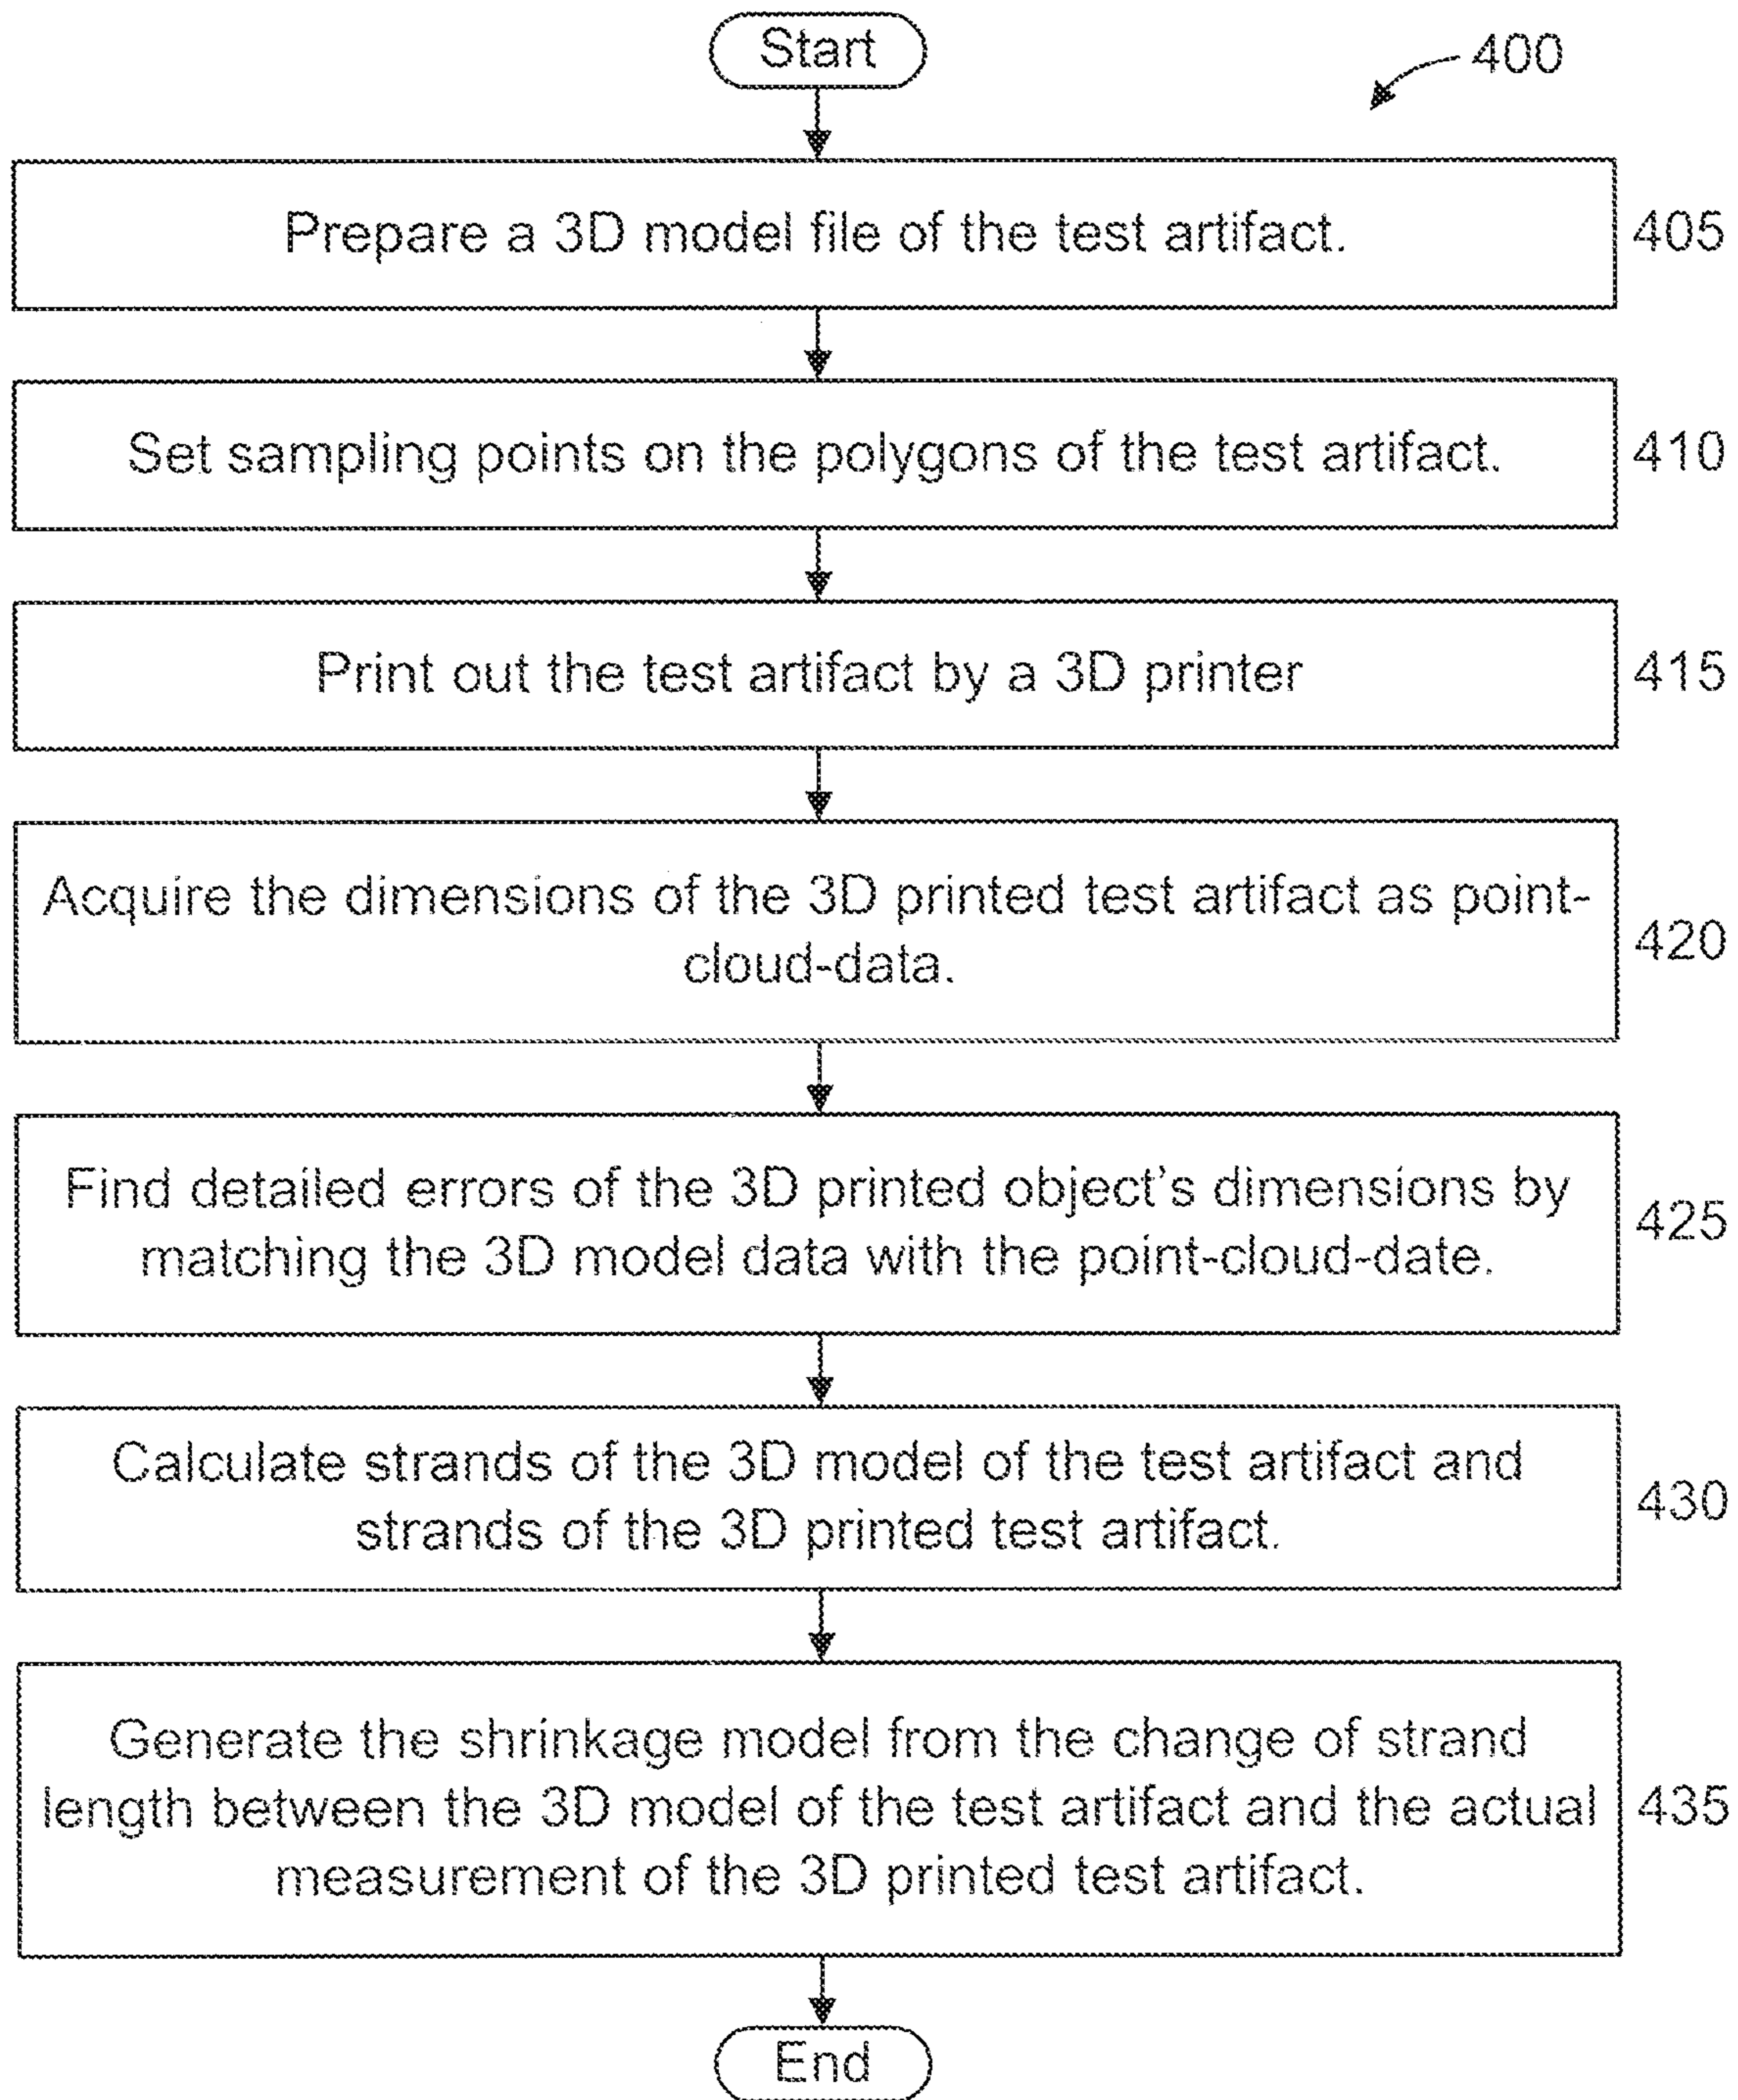 Start
400
Prepare a 3D model file of the test artifact.
405
Set sampling points on the polygons of the test artifact.
410
Print out the test artifact by a 3D printer
415
Acquire the dimensions of the 3D printed test artifact as point-
cloud-data.
420
Find detailed errors of the 3D printed object's dimensions by
matching the 3D model data with the point-cloud-date.
425
Calculate strands of the 3D model of the test artifact and
strands of the 3D printed test artifact.
430
Generate the shrinkage model from the change of strand
length between the 3D model of the test artifact and the actual
measurement of the 3D printed test artifact.
435
End